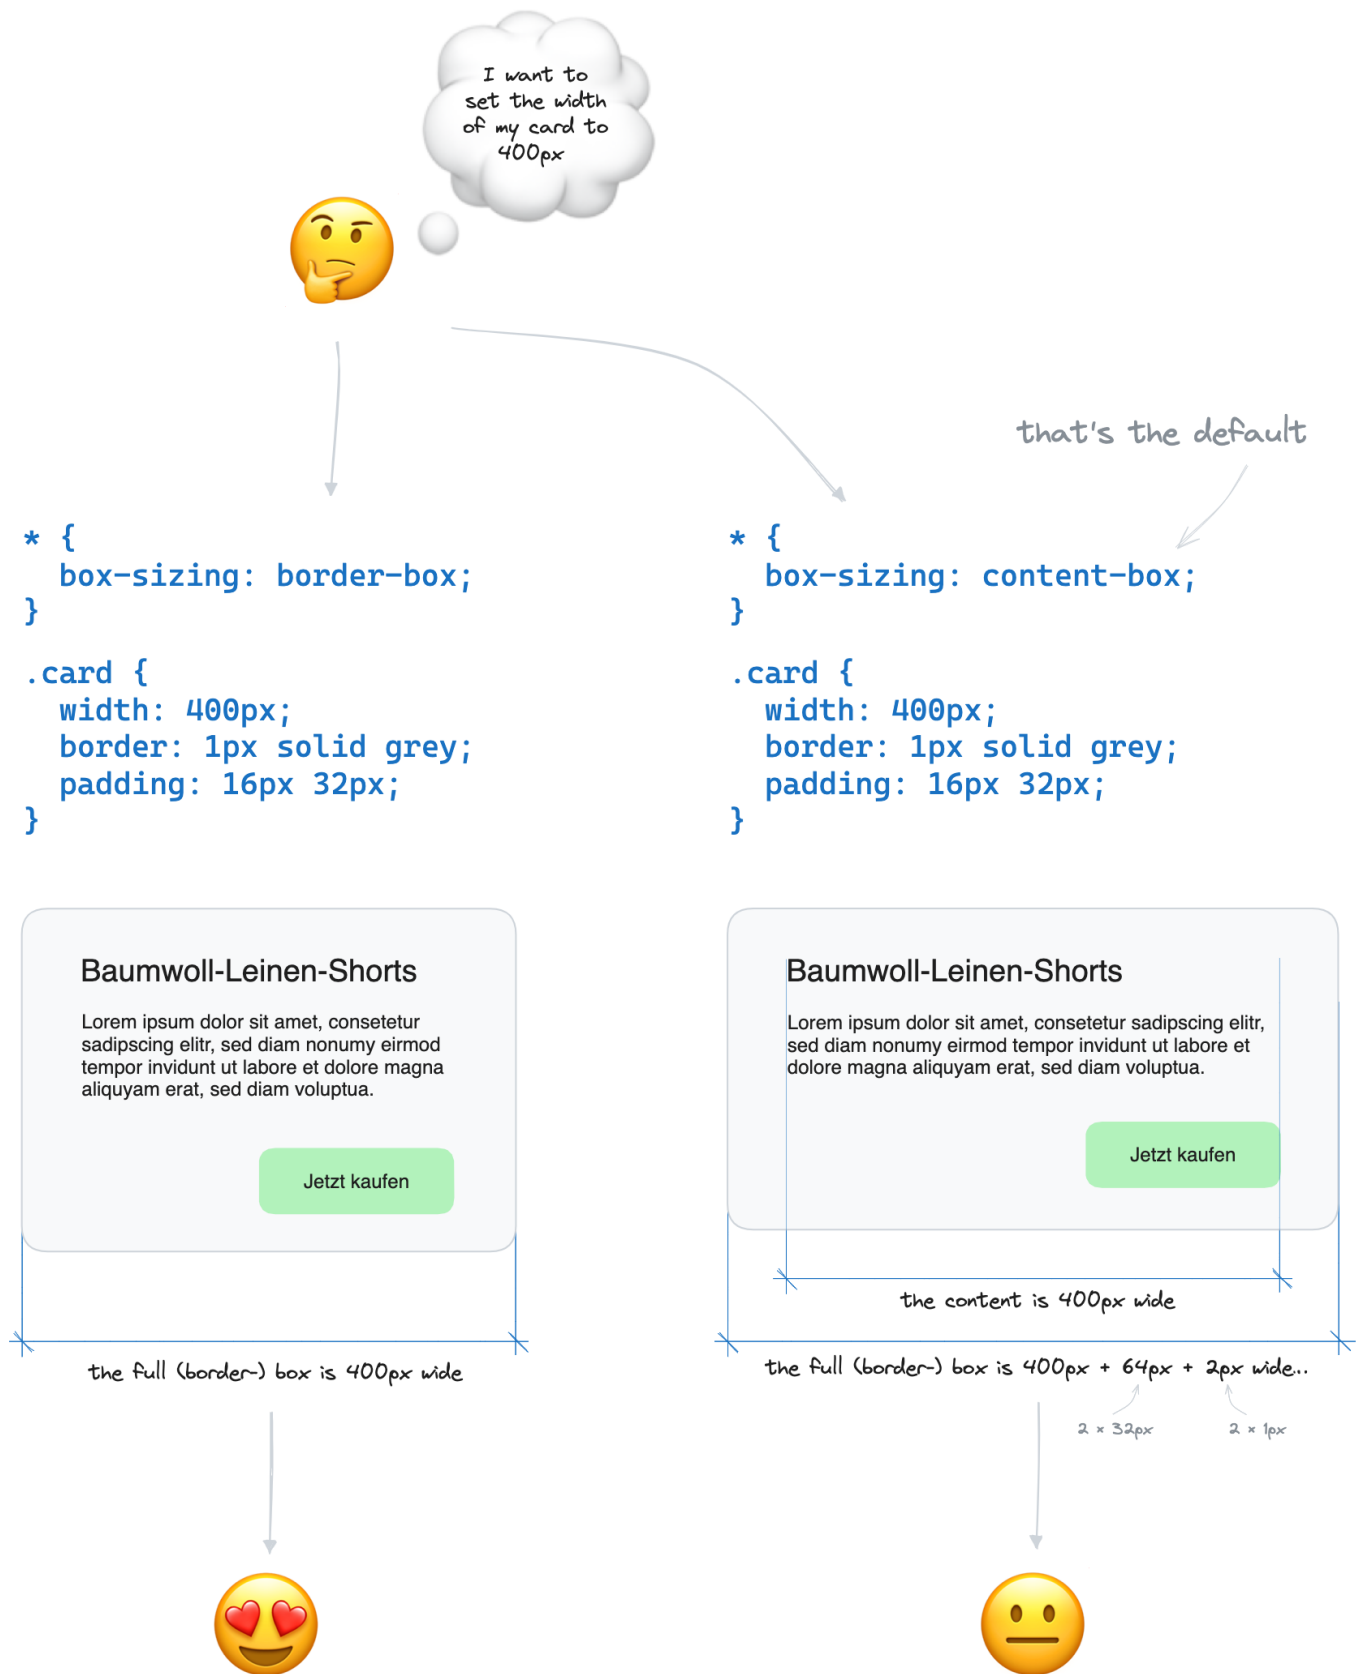 I want to
set the width
of my card to
400px
that's the default
* {
box-sizing: border-box;
}
.card {
width: 400px;
border: 1px solid grey;
padding: 16px 32px;
}
* {
box-sizing: content-box;
}
.card {
width: 400px;
border: 1px solid grey;
padding: 16px 32px;
}
Baumwoll-Leinen-Shorts
Lorem ipsum dolor sit amet, consetetur
sadipscing elitr, sed diam nonumy eirmod
tempor invidunt ut labore et dolore magna
aliquyam erat, sed diam voluptua.
Jetzt kaufen
the full (border-) box is 400px wide
Baumwoll-Leinen-Shorts
Lorem ipsum dolor sit amet, consetetur sadipscing elitr,
sed diam nonumy eirmod tempor invidunt ut labore et
dolore magna aliquyam erat, sed diam voluptua.
Jetzt kaufen
the content is 400px wide
the full (border-) box is 400px + 64px + 2px wide...
2 × 32px
2 × 1px